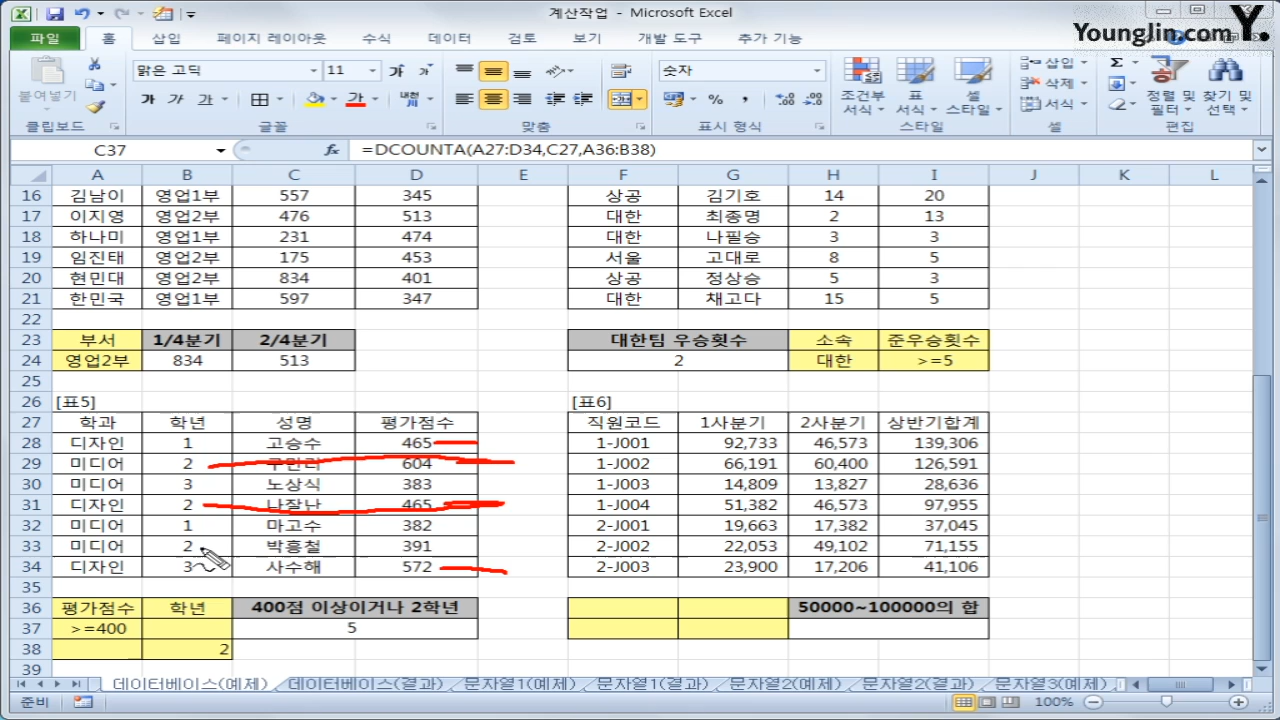 계산작업 - Microsoft Excel
Younglin.com Y.
파일 홈 삽입 페이지 레이아웃 수식 데이터 검토 보기 개발 도구 추가 기능
붙여넣기
맑은 고딕 11
가 가 가 가 가 가 내천
숫자
% ,
조건부 서식 표 서식 셀 스타일
삽입
삭제
서식
Σ
정렬 및 필터 찾기 및 선택
클립보드 글꼴 맞춤 표시 형식 스타일 셀 편집
C37 fx =DCOUNTA(A27:D34,C27,A36:B38)
A B C D E F G H I J K L
16 김남이 영업1부 557 345 상공 김기호 14 20
17 이지영 영업2부 476 513 대한 최종명 2 13
18 하나미 영업1부 231 474 대한 나필승 3 3
19 임진태 영업2부 175 453 서울 고대로 8 5
20 현민대 영업2부 834 401 상공 정상승 5 3
21 한민국 영업1부 597 347 대한 채고다 15 5
22
23 부서 1/4분기 2/4분기 대한팀 우승횟수 소속 준우승횟수
24 영업2부 834 513 2 대한 >=5
25
26 [표5] [표6]
27 학과 학년 성명 평가점수 직원코드 1사분기 2사분기 상반기합계
28 디자인 1 고승수 465 1-J001 92,733 46,573 139,306
29 미디어 2 604 1-J002 66,191 60,400 126,591
30 미디어 3 노상식 383 1-J003 14,809 13,827 28,636
31 디자인 2 나잘난 465 1-J004 51,382 46,573 97,955
32 미디어 1 마고수 382 2-J001 19,663 17,382 37,045
33 미디어 2 박흥철 391 2-J002 22,053 49,102 71,155
34 디자인 3 사수해 572 2-J003 23,900 17,206 41,106
35
36 평가점수 학년 400점 이상이거나 2학년 50000~100000의 합
37 >=400 5
38 2
39
데이터베이스(예제) 데이터베이스(결과) 문자열1(예제) 문자열1(결과) 문자열2(예제) 문자열2(결과) 문자열3(예제)
준비 100%